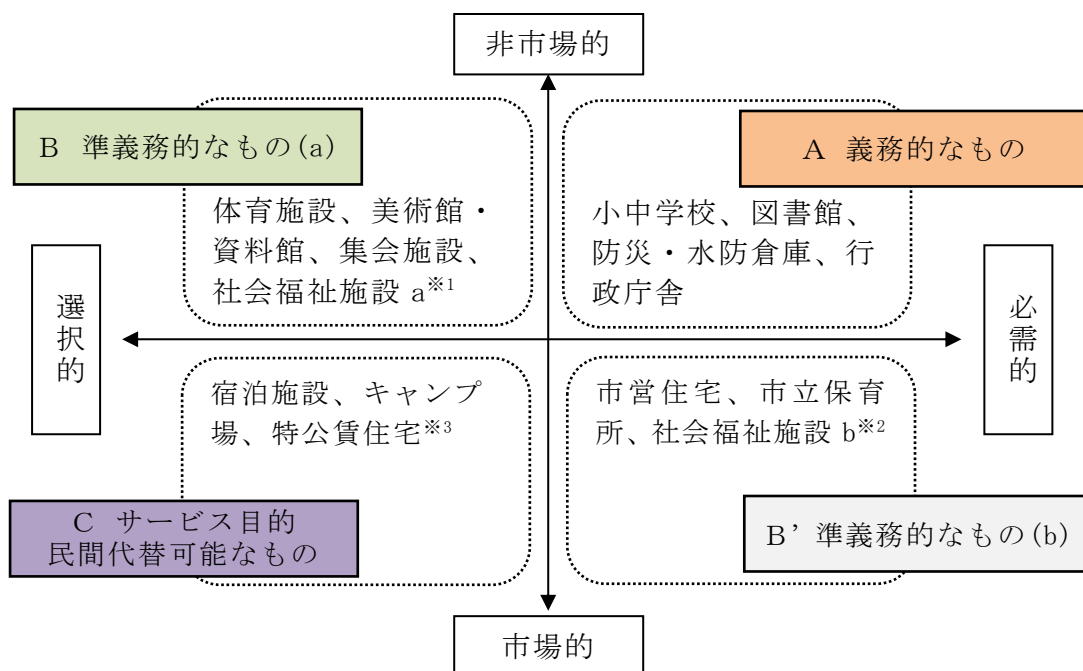 非市場的
B 準義務的なもの(a)
A 義務的なもの
体育施設、美術館・
資料館、集会施設、
社会福祉施設 a※1
小中学校、図書館、
防災・水防倉庫、行
政庁舎
選択的
必需的
宿泊施設、キャンプ
場、特公賃住宅※3
市営住宅、市立保育
所、社会福祉施設 b※2
C サービス目的
民間代替可能なもの
B’準義務的なもの(b)
市場的